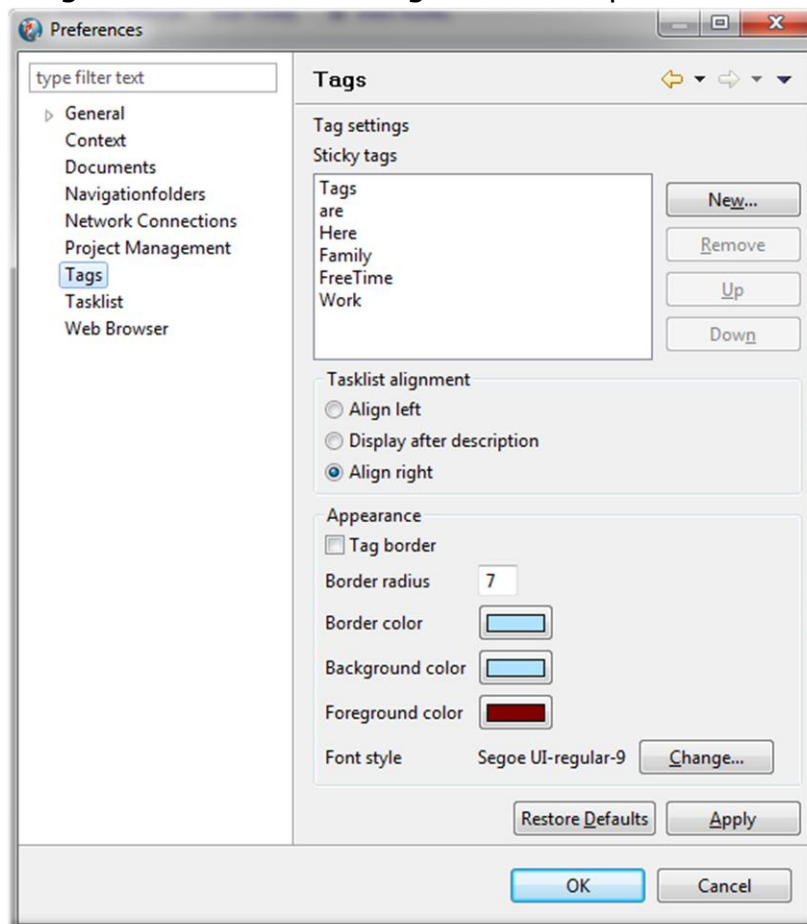 Preferences
type filter text
General
Context
Documents
Navigationfolders
Network Connections
Project Management
Tags
Tasklist
Web Browser
Tags
Tag settings
Sticky tags
Tags
are
Here
Family
FreeTime
Work
New...
Remove
Up
Down
Tasklist alignment
Align left
Display after description
Align right
Appearance
Tag border
Border radius 7
Border color
Background color
Foreground color
Font style Segoe UI-regular-9 Change...
Restore Defaults Apply
OK Cancel